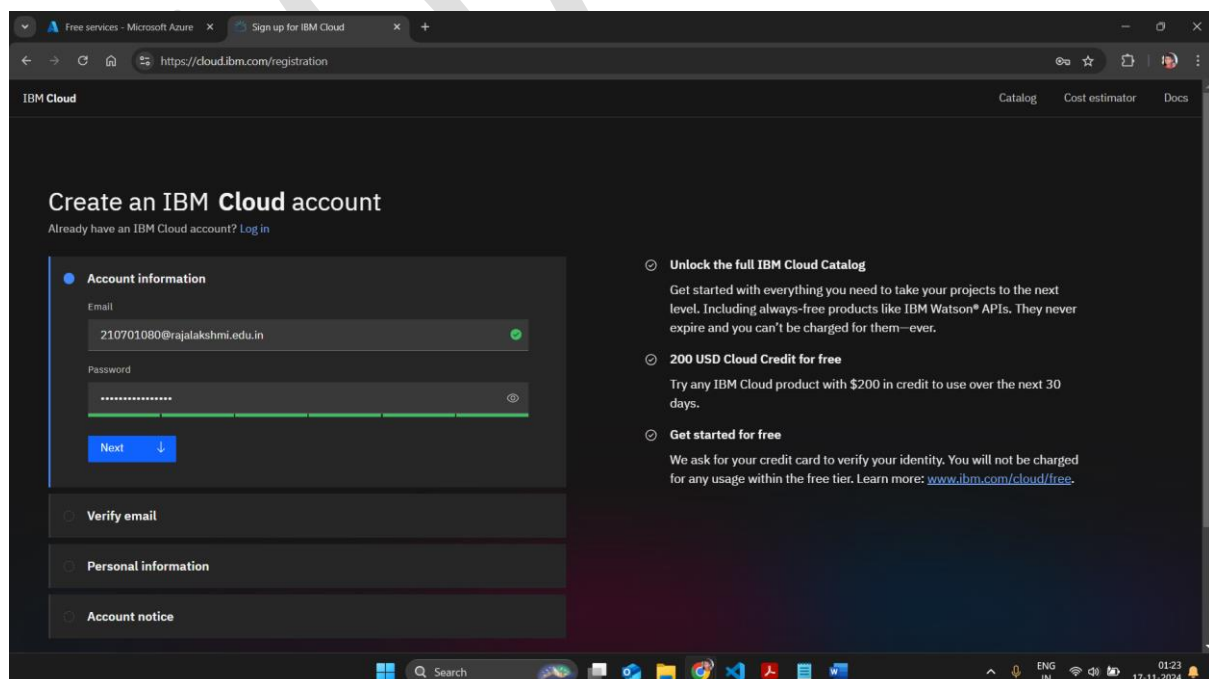 Free services - Microsoft Azure
Sign up for IBM Cloud
https://cloud.ibm.com/registration
IBM Cloud
Catalog
Cost estimator
Docs
Create an IBM Cloud account
Already have an IBM Cloud account? Log in
Account information
Email
210701080@rajalakshmi.edu.in
Password
Next
Verify email
Personal information
Account notice
Unlock the full IBM Cloud Catalog
Get started with everything you need to take your projects to the next
level. Including always-free products like IBM Watson® APIs. They never
expire and you can't be charged for them—ever.
200 USD Cloud Credit for free
Try any IBM Cloud product with $200 in credit to use over the next 30
days.
Get started for free
We ask for your credit card to verify your identity. You will not be charged
for any usage within the free tier. Learn more: www.ibm.com/cloud/free.
Search
ENG
IN
01:23
17-11-2024